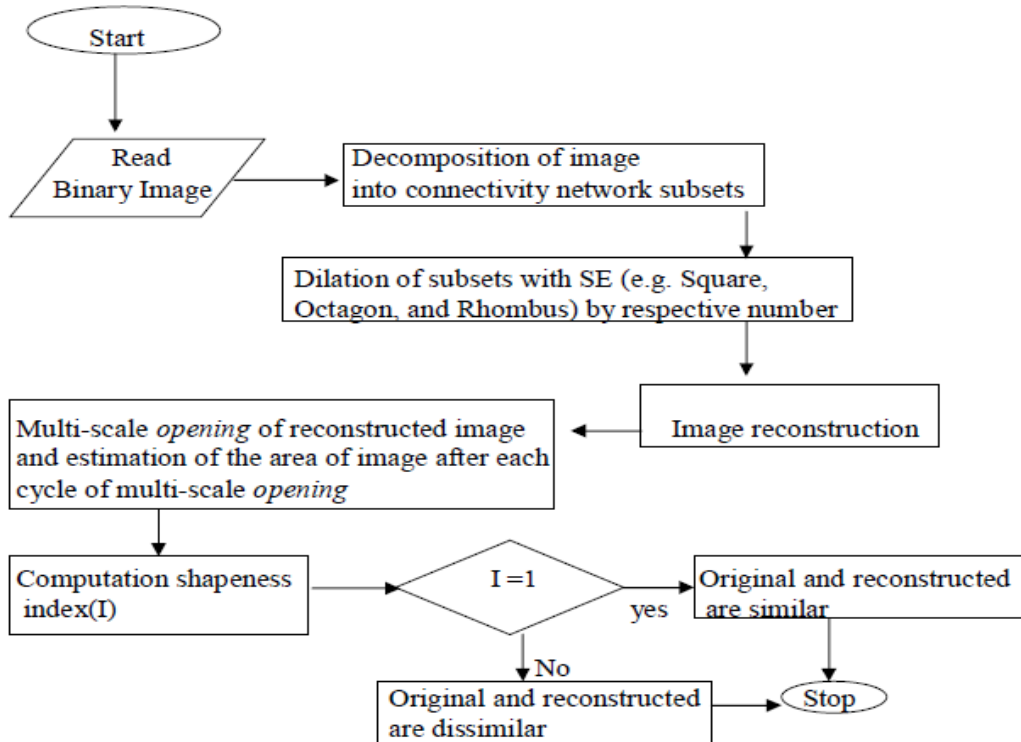 Start
Read
Binary Image
Decomposition of image
into connectivity network subsets
Dilation of subsets with SE (e.g. Square,
Octagon, and Rhombus) by respective number
Image reconstruction
Multi-scale opening of reconstructed image
and estimation of the area of image after each
cycle of multi-scale opening
Computation shapeness
index(I)
I =1
yes
Original and reconstructed
are similar
No
Original and reconstructed
are dissimilar
Stop